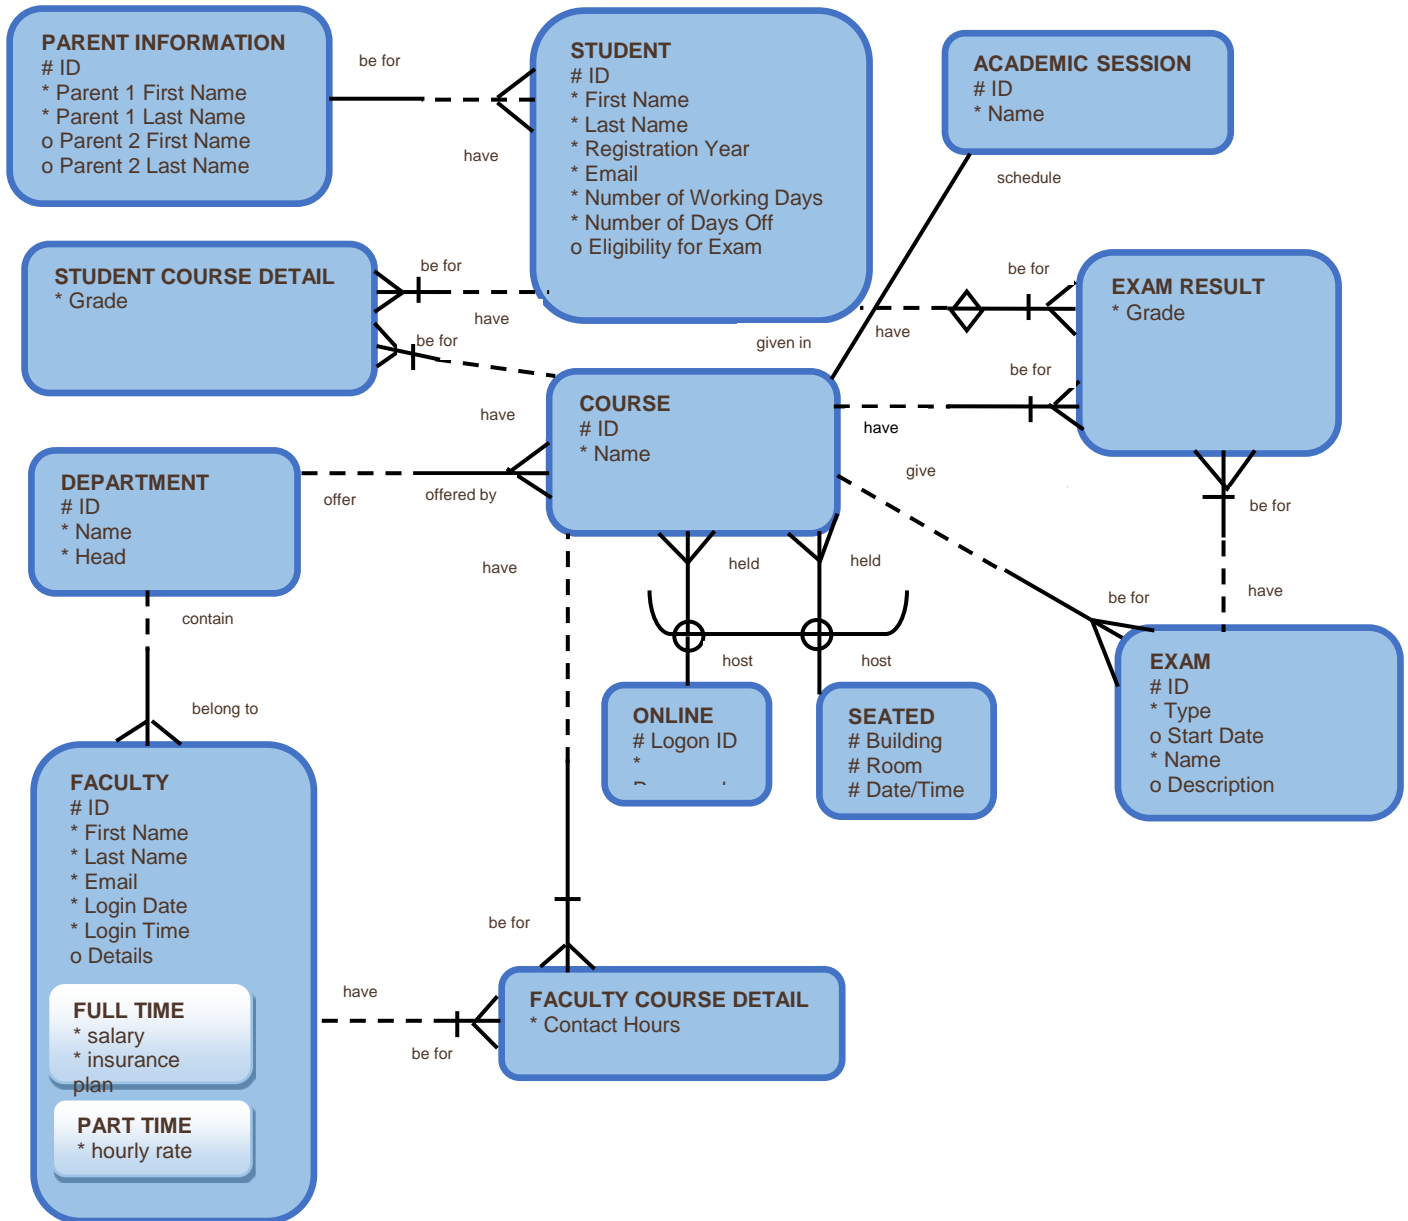 PARENT INFORMATION
# ID
* Parent 1 First Name
* Parent 1 Last Name
o Parent 2 First Name
o Parent 2 Last Name
be for
have
STUDENT
# ID
* First Name
* Last Name
* Registration Year
* Email
* Number of Working Days
* Number of Days Off
o Eligibility for Exam
ACADEMIC SESSION
# ID
* Name
schedule
given in
STUDENT COURSE DETAIL
* Grade
be for
have
be for
have
be for
have
EXAM RESULT
* Grade
be for
have
COURSE
# ID
* Name
DEPARTMENT
# ID
* Name
* Head
offer
offered by
give
be for
be for
have
have
held
held
host
host
contain
belong to
ONLINE
# Logon ID
*
SEATED
# Building
# Room
# Date/Time
EXAM
# ID
* Type
o Start Date
* Name
o Description
FACULTY
# ID
* First Name
* Last Name
* Email
* Login Date
* Login Time
o Details
FULL TIME
* salary
* insurance
plan
PART TIME
* hourly rate
be for
have
be for
FACULTY COURSE DETAIL
* Contact Hours